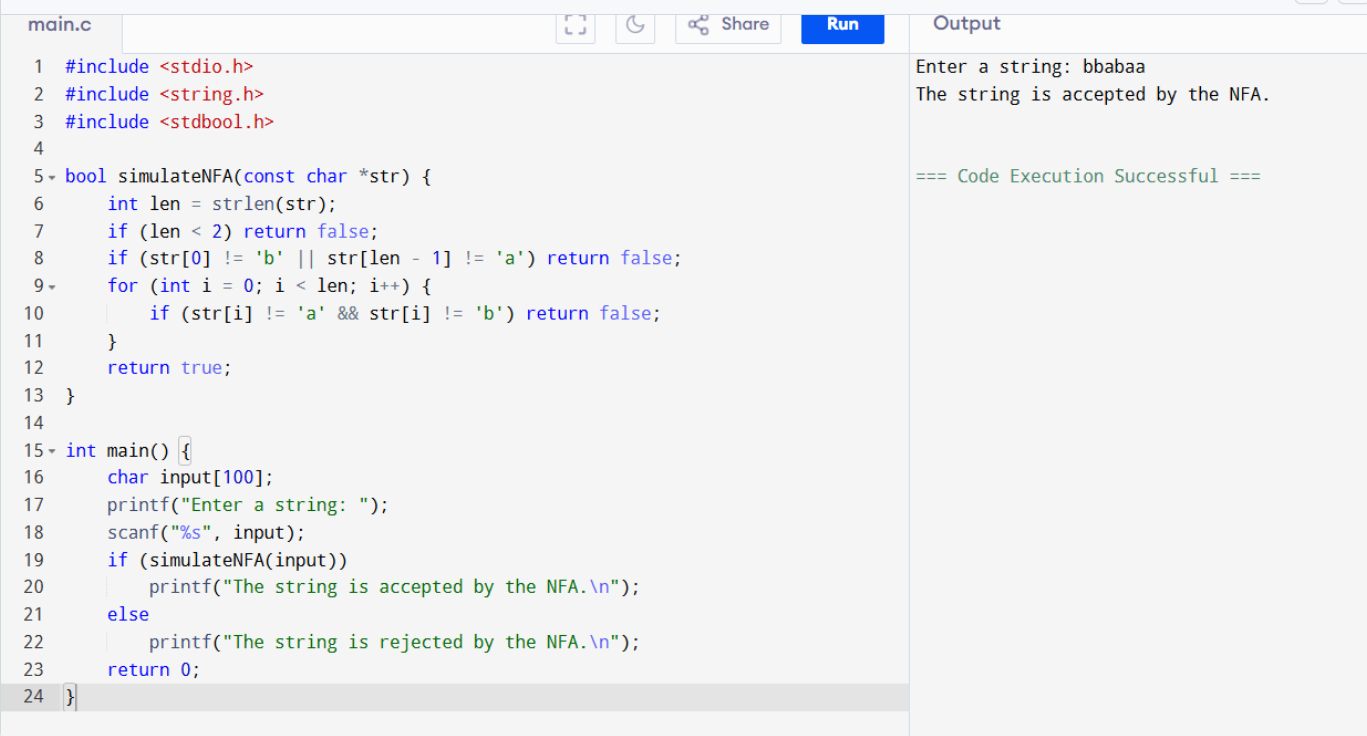 main.c
Share
Run
Output
1 #include <stdio.h>
2 #include <string.h>
3 #include <stdbool.h>
4
5 bool simulateNFA(const char *str) {
6     int len = strlen(str);
7     if (len < 2) return false;
8     if (str[0] != 'b' || str[len - 1] != 'a') return false;
9     for (int i = 0; i < len; i++) {
10         if (str[i] != 'a' && str[i] != 'b') return false;
11     }
12     return true;
13 }
14
15 int main() {
16     char input[100];
17     printf("Enter a string: ");
18     scanf("%s", input);
19     if (simulateNFA(input))
20         printf("The string is accepted by the NFA.\n");
21     else
22         printf("The string is rejected by the NFA.\n");
23     return 0;
24 }
Enter a string: bbabaa
The string is accepted by the NFA.
=== Code Execution Successful ===